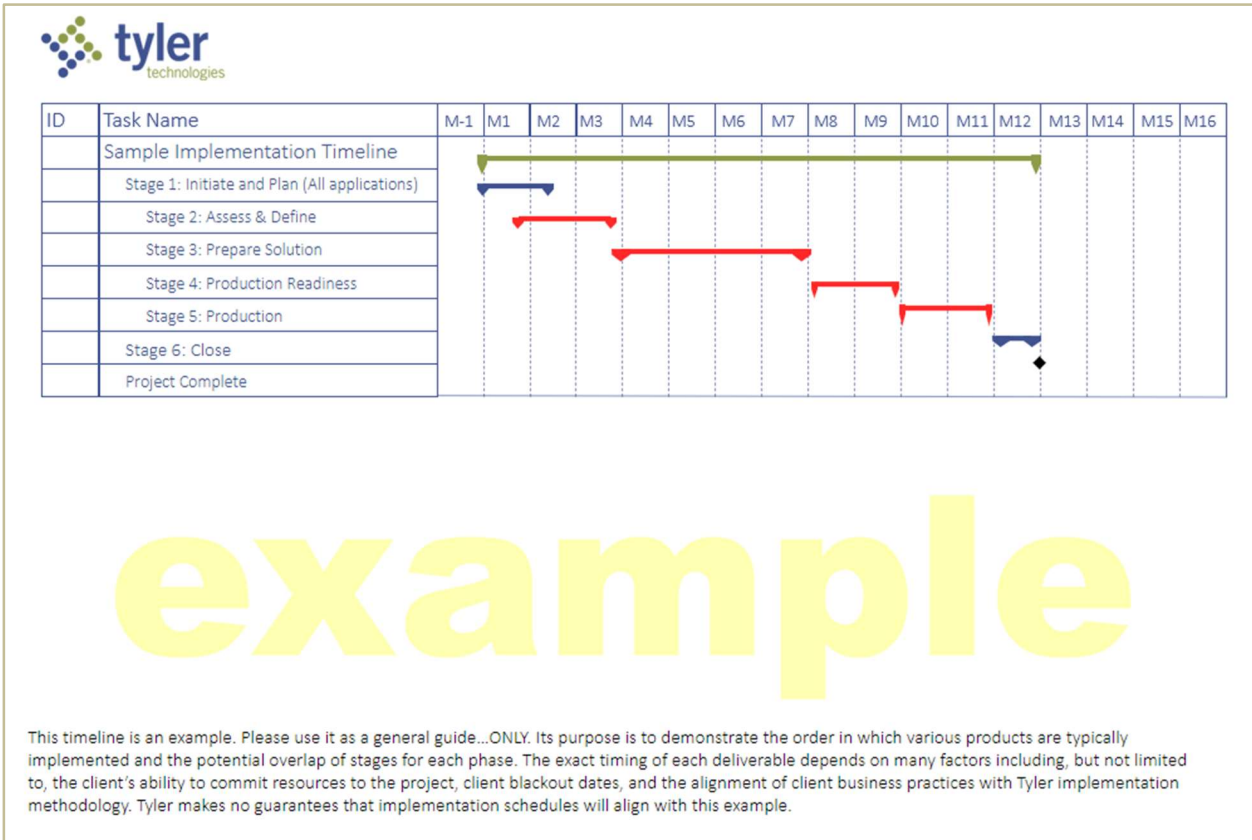 tyler
technologies
ID Task Name M-1 M1 M2 M3 M4 M5 M6 M7 M8 M9 M10 M11 M12 M13 M14 M15 M16
Sample Implementation Timeline
Stage 1: Initiate and Plan (All applications)
Stage 2: Assess & Define
Stage 3: Prepare Solution
Stage 4: Production Readiness
Stage 5: Production
Stage 6: Close
Project Complete
example
This timeline is an example. Please use it as a general guide...ONLY. Its purpose is to demonstrate the order in which various products are typically
implemented and the potential overlap of stages for each phase. The exact timing of each deliverable depends on many factors including, but not limited
to, the client's ability to commit resources to the project, client blackout dates, and the alignment of client business practices with Tyler implementation
methodology. Tyler makes no guarantees that implementation schedules will align with this example.